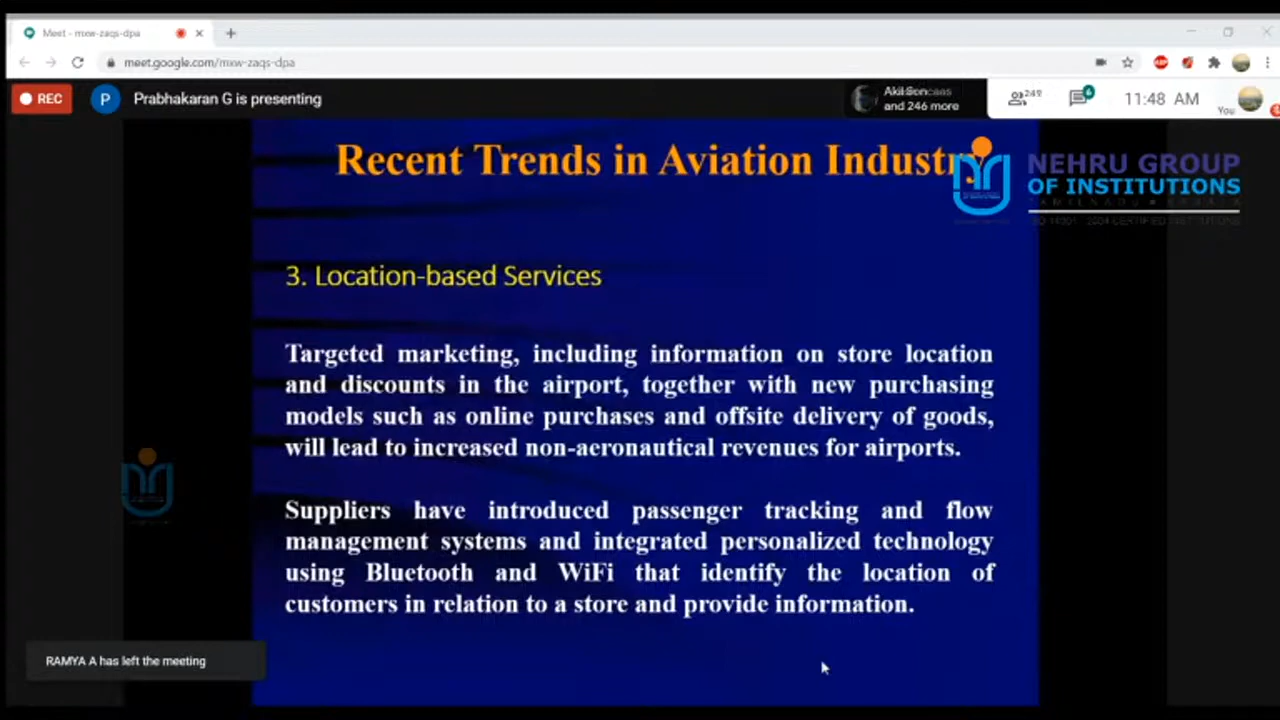 Meet - mxw-zaqs-dpa
meet.google.com/mxw-zaqs-dpa
REC
P
Prabhakaran G is presenting
and 246 more
249
6
11:48 AM
You
Recent Trends in Aviation Industry
NEHRU GROUP
OF INSTITUTIONS
3. Location-based Services
Targeted marketing, including information on store location
and discounts in the airport, together with new purchasing
models such as online purchases and offsite delivery of goods,
will lead to increased non-aeronautical revenues for airports.
Suppliers have introduced passenger tracking and flow
management systems and integrated personalized technology
using Bluetooth and WiFi that identify the location of
customers in relation to a store and provide information.
RAMYA A has left the meeting